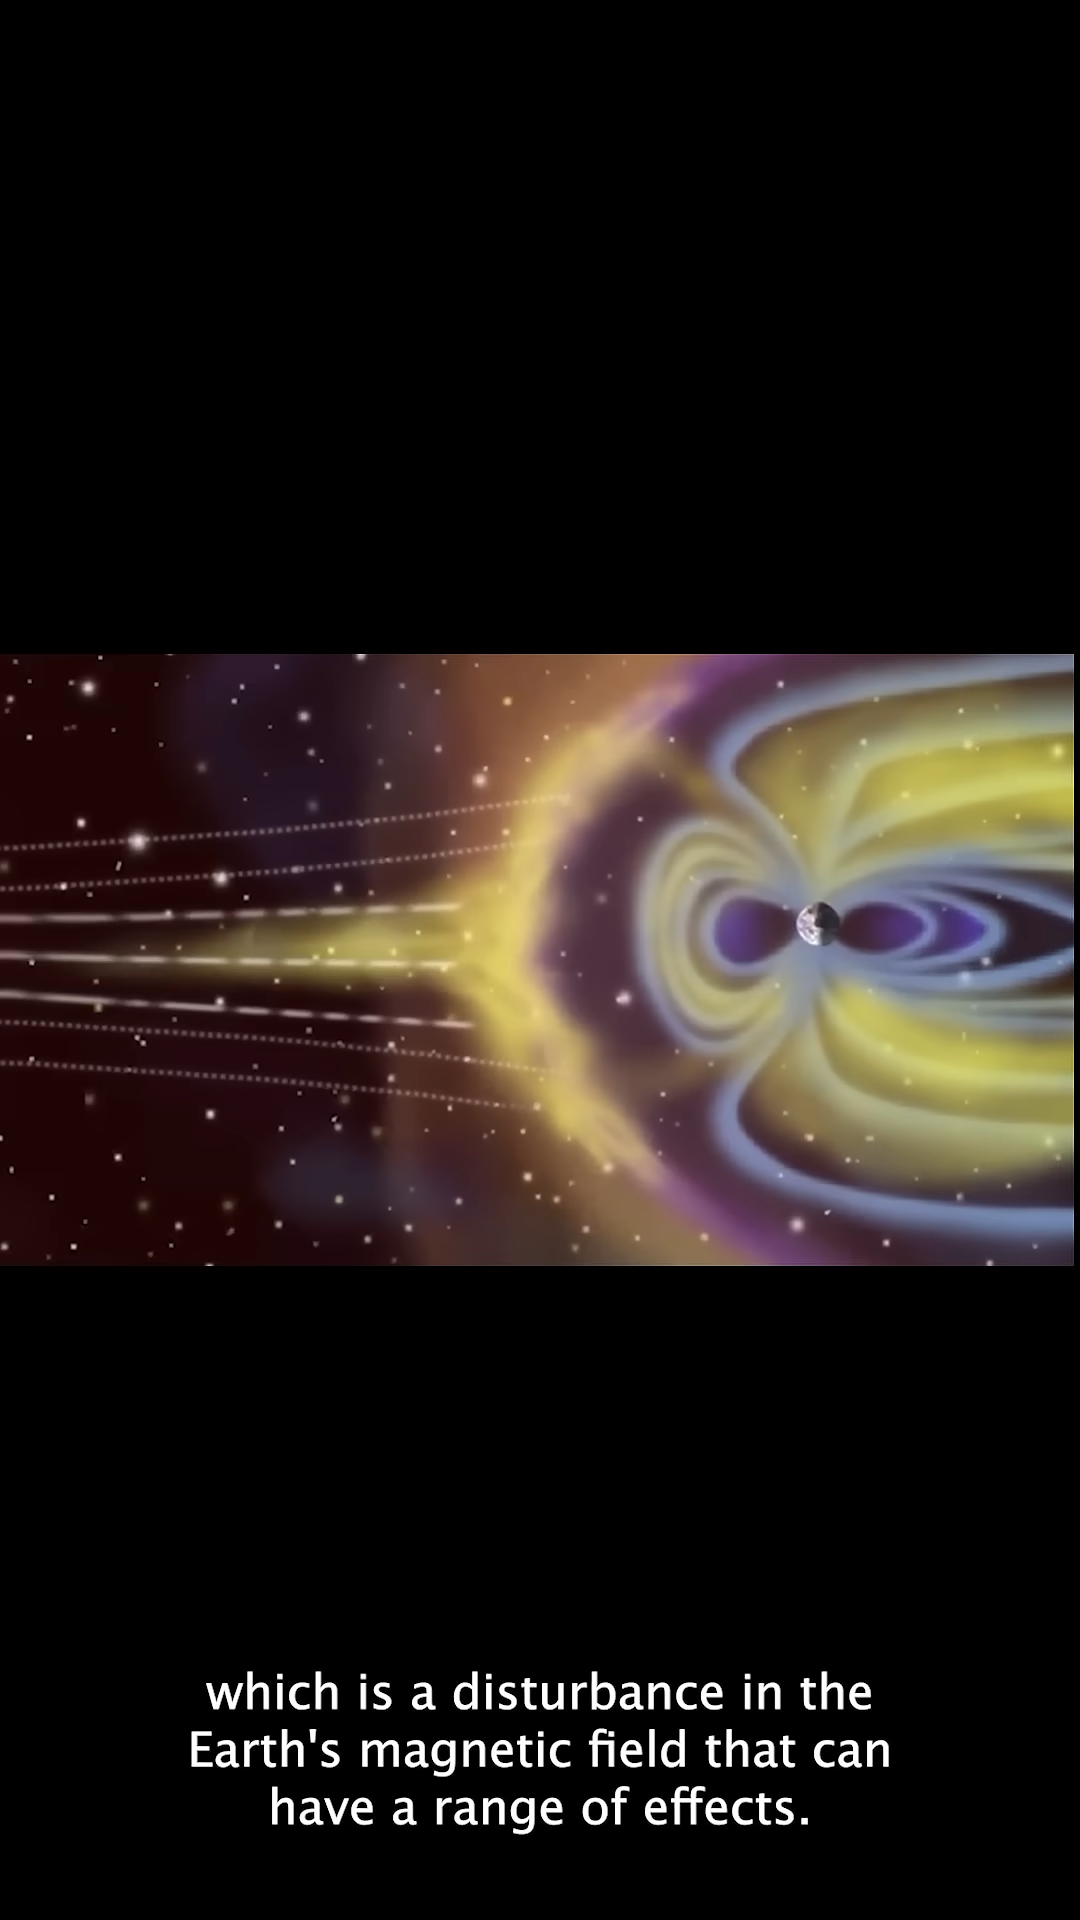 which is a disturbance in the
Earth's magnetic field that can
have a range of effects.